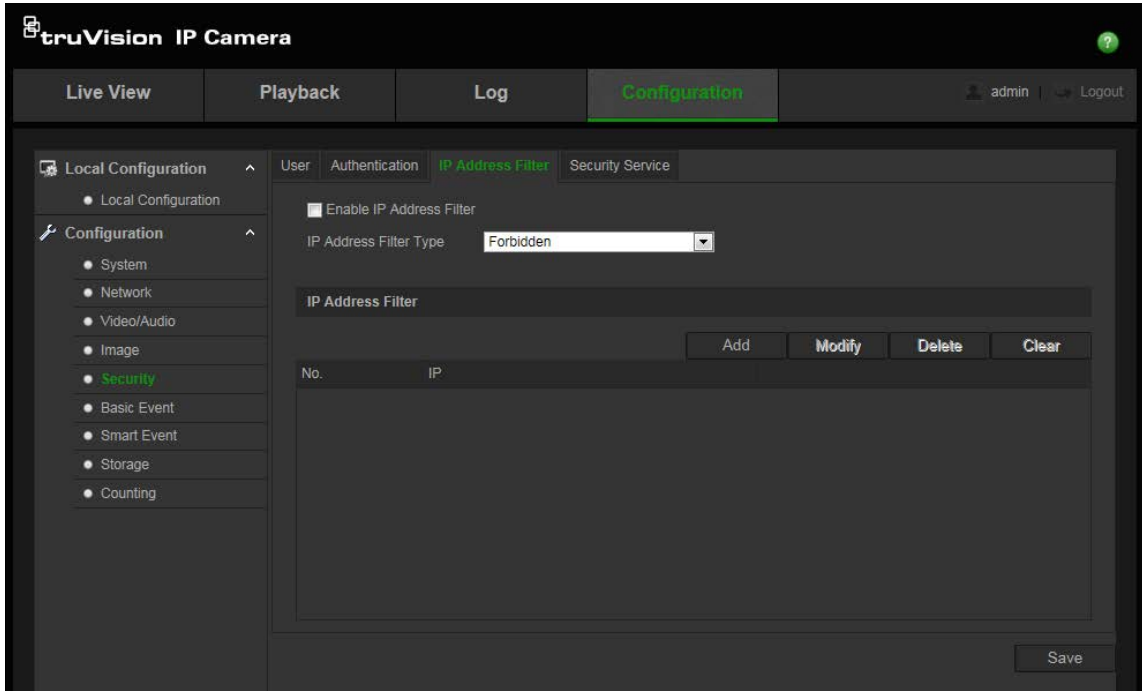 truVision IP Camera
?
Live View Playback Log Configuration admin Logout
Local Configuration
Local Configuration
Configuration
System
Network
Video/Audio
Image
Security
Basic Event
Smart Event
Storage
Counting
User Authentication IP Address Filter Security Service
Enable IP Address Filter
IP Address Filter Type Forbidden
IP Address Filter
Add Modify Delete Clear
No. IP
Save